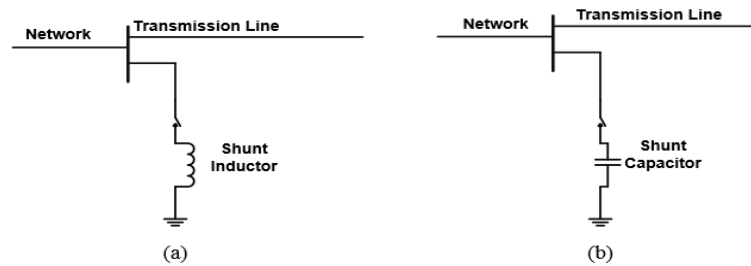 Network
Transmission Line
Shunt
Inductor
(a)
Network
Transmission Line
Shunt
Capacitor
(b)